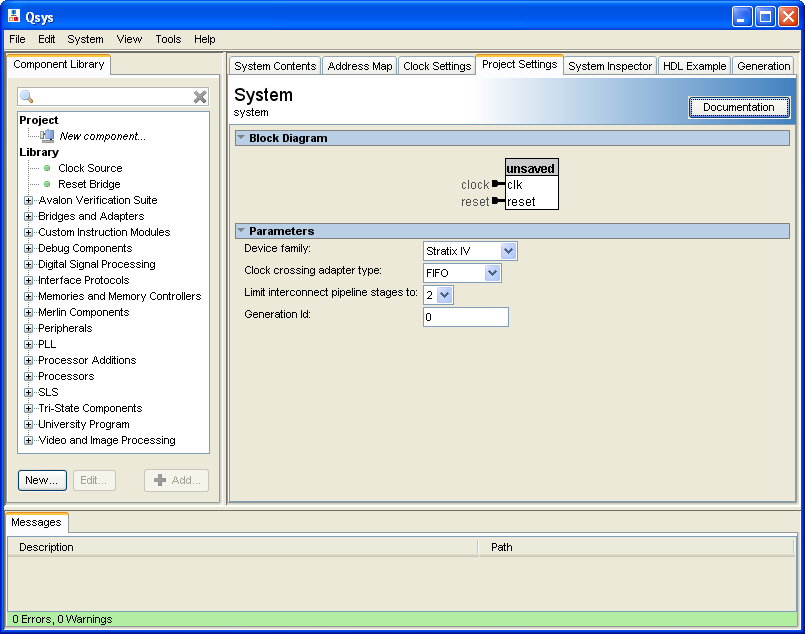 Qsys
File Edit System View Tools Help
Component Library
Project
New component...
Library
Clock Source
Reset Bridge
Avalon Verification Suite
Bridges and Adapters
Custom Instruction Modules
Debug Components
Digital Signal Processing
Interface Protocols
Memories and Memory Controllers
Merlin Components
Peripherals
PLL
Processor Additions
Processors
SLS
Tri-State Components
University Program
Video and Image Processing
New... Edit... Add...
System Contents Address Map Clock Settings Project Settings System Inspector HDL Example Generation
System
system
Documentation
Block Diagram
unsaved
clock clk
reset reset
Parameters
Device family: Stratix IV
Clock crossing adapter type: FIFO
Limit interconnect pipeline stages to: 2
Generation Id: 0
Messages
Description Path
0 Errors, 0 Warnings